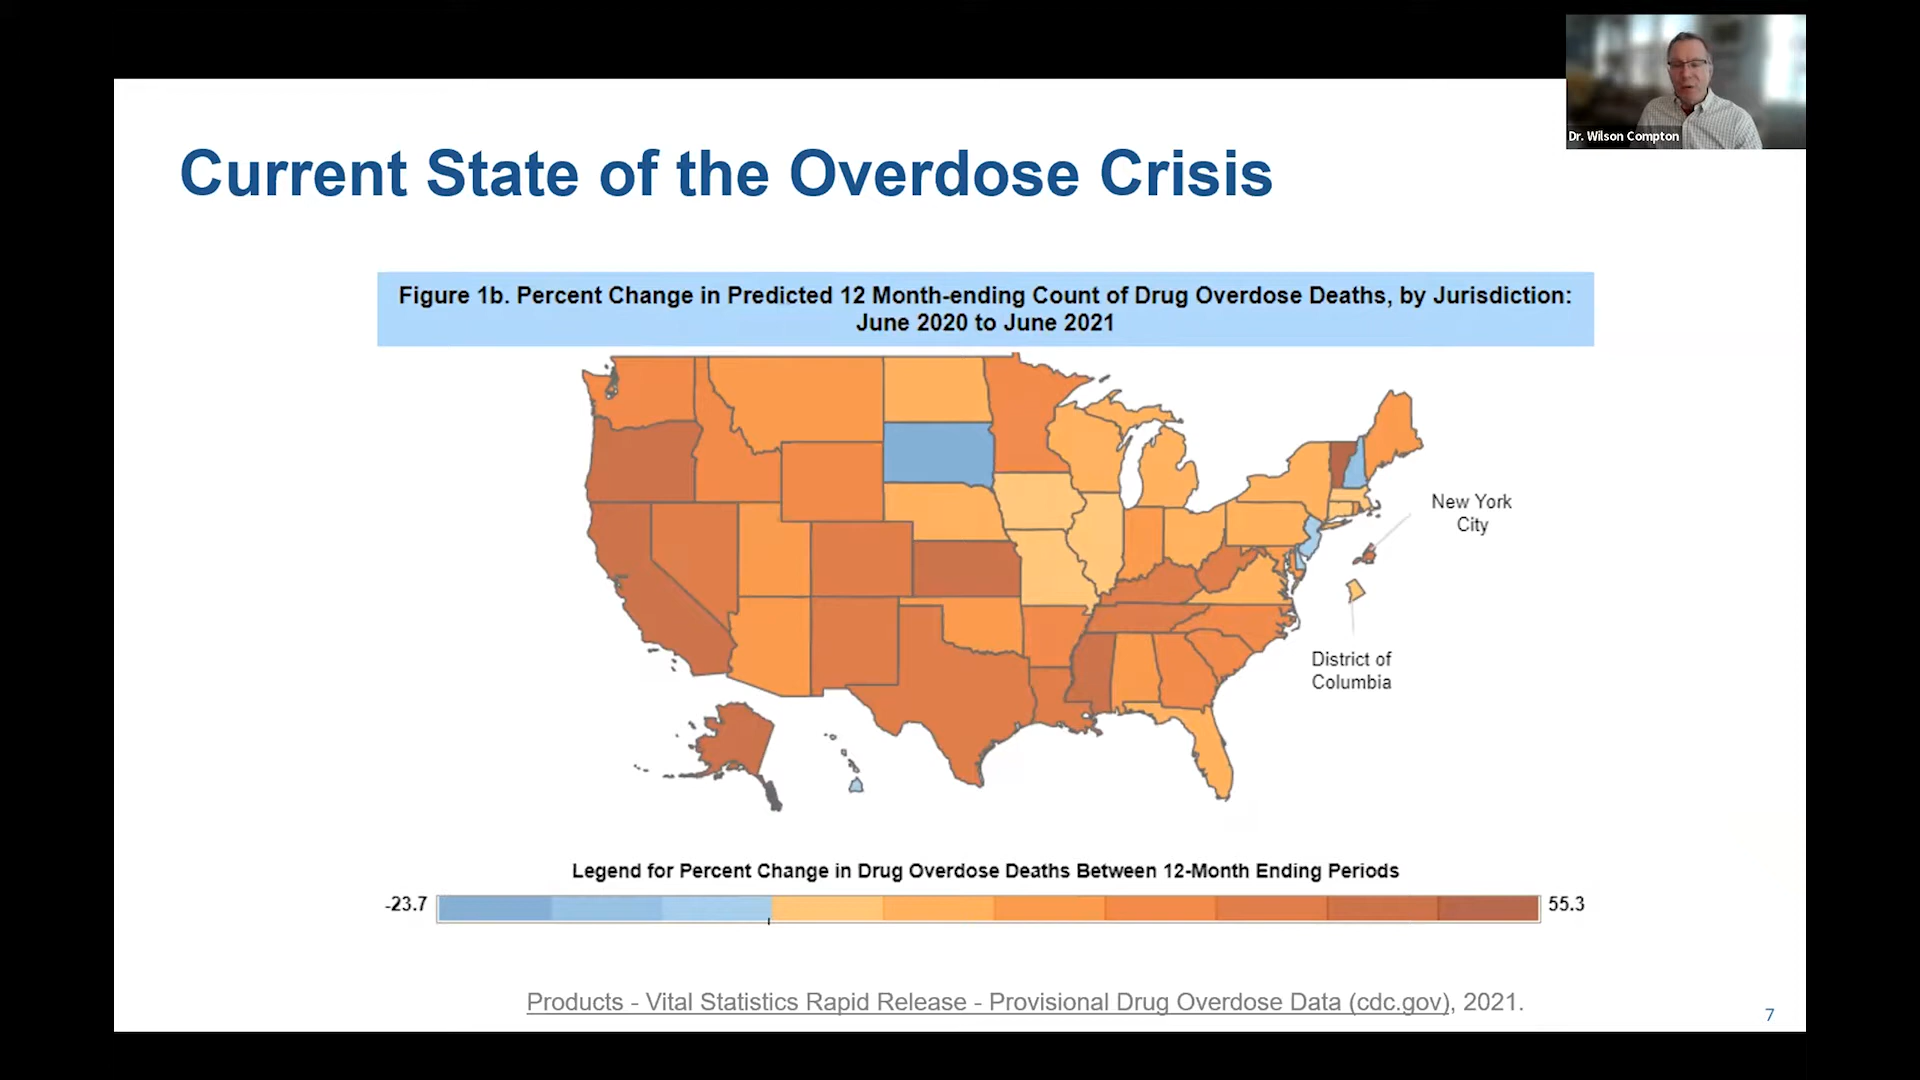 Dr. Wilson Compton
Current State of the Overdose Crisis
Figure 1b. Percent Change in Predicted 12 Month-ending Count of Drug Overdose Deaths, by Jurisdiction:
June 2020 to June 2021
New York
City
District of
Columbia
Legend for Percent Change in Drug Overdose Deaths Between 12-Month Ending Periods
-23.7
55.3
Products - Vital Statistics Rapid Release - Provisional Drug Overdose Data (cdc.gov), 2021.
7